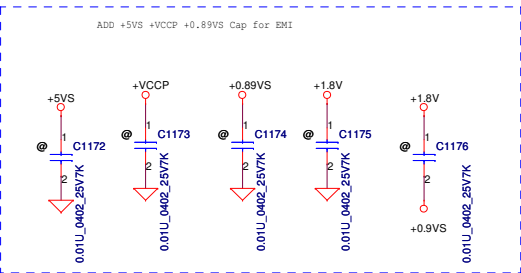 ADD +5VS +VCCP +0.89VS Cap for EMI
+5VS
+VCCP
+0.89VS
+1.8V
+1.8V
1
1
1
1
1
@
@
@
@
@
C1172
C1173
C1174
C1175
C1176
2
2
2
2
2
0.01U_0402_25V7K
0.01U_0402_25V7K
0.01U_0402_25V7K
0.01U_0402_25V7K
0.01U_0402_25V7K
+0.9VS